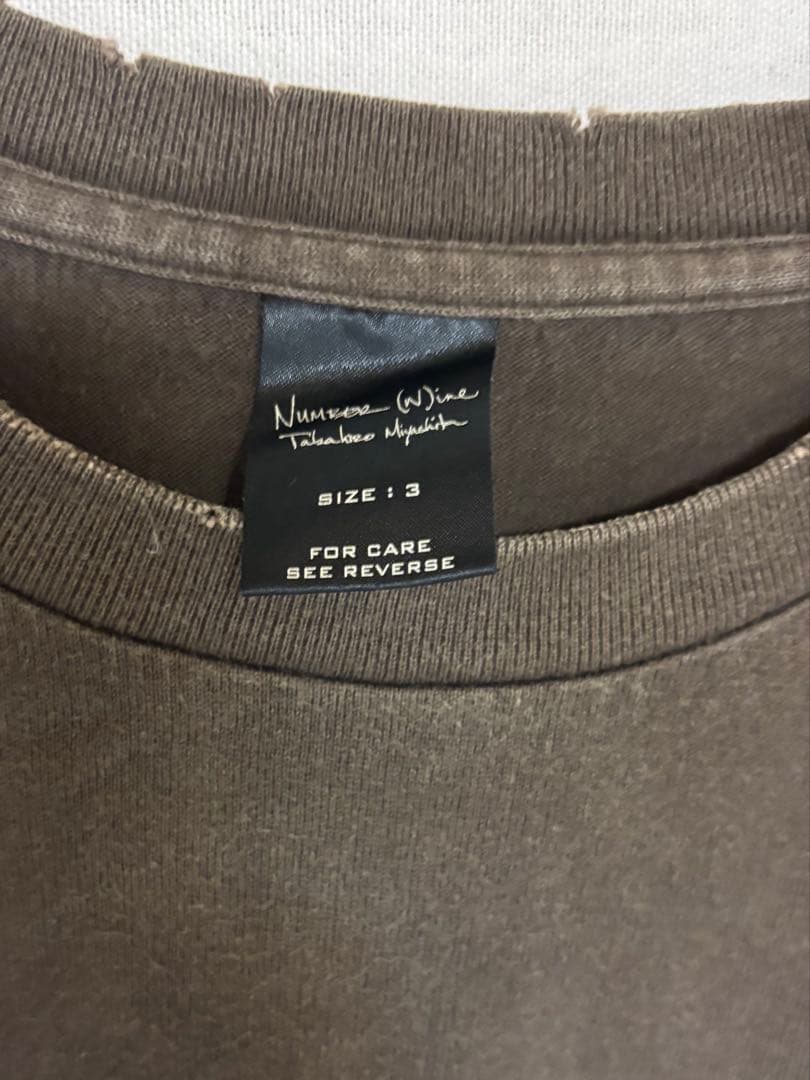 NUMBER (N)ine
Takahiro Miyashita
SIZE : 3
FOR CARE
SEE REVERSE